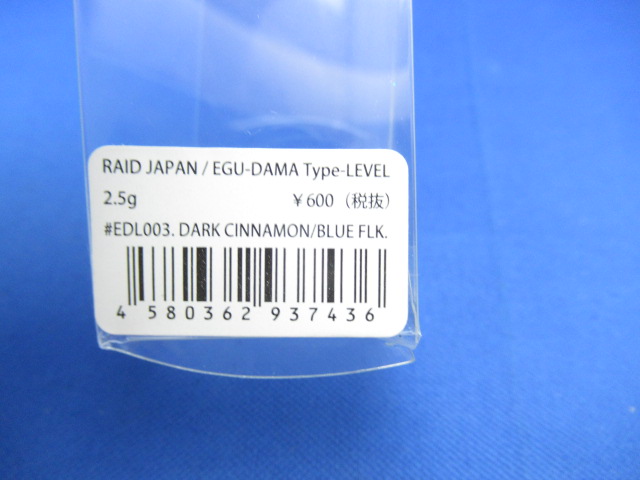 RAID JAPAN / EGU-DAMA Type-LEVEL
2.5g ￥600（税抜）
#EDL003. DARK CINNAMON/BLUE FLK.
4 580362 937436